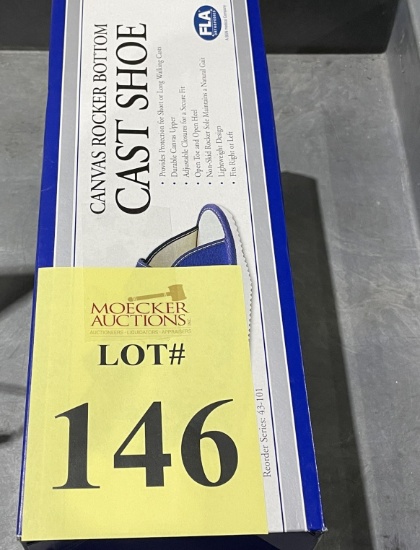 CANVAS ROCKER BOTTOM
CAST SHOE
• Provides Protection for Short or Long Walking Casts
• Durable Canvas Upper
• Adjustable Closures for a Secure Fit
• Open Toe and Open Heel
• Non-Skid Rocker Sole Maintains a Natural Gait
• Lightweight Design
• Fits Right or Left
FLA
Reorder Series: 43-101
MOECKER
AUCTIONS
LOT#
146